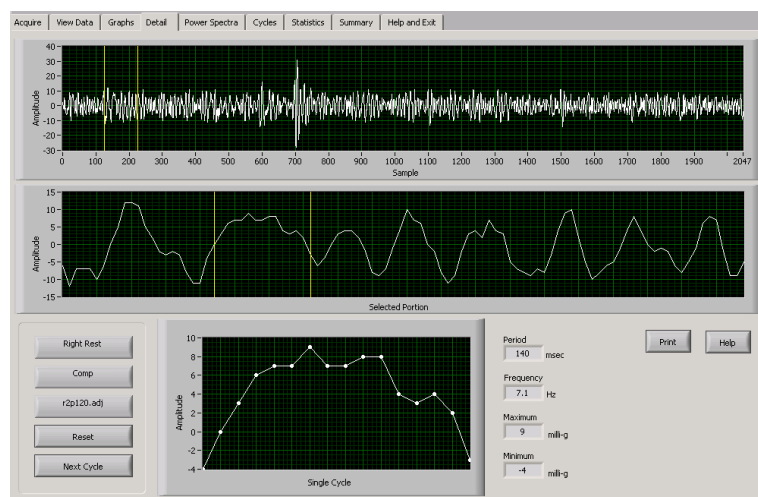 Acquire View Data Graphs Detail Power Spectra Cycles Statistics Summary Help and Exit
40
30
20
10
0
-10
-20
-30
Amplitude
0 100 200 300 400 500 600 700 800 900 1000 1100 1200 1300 1400 1500 1600 1700 1800 1900 2047
Sample
15
10
5
0
-5
-10
-15
Amplitude
Selected Portion
Right Rest
Comp
r2p120.adj
Reset
Next Cycle
10
8
6
4
2
0
-2
-4
Amplitude
Single Cycle
Period
140 msec
Frequency
7.1 Hz
Maximum
9 milli-g
Minimum
-4 milli-g
Print Help